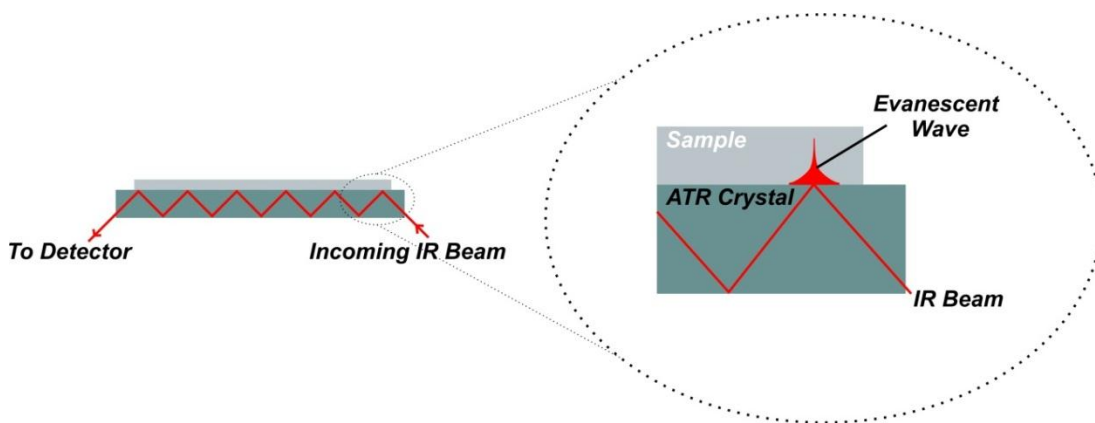 To Detector
Incoming IR Beam
Evanescent
Wave
Sample
ATR Crystal
IR Beam